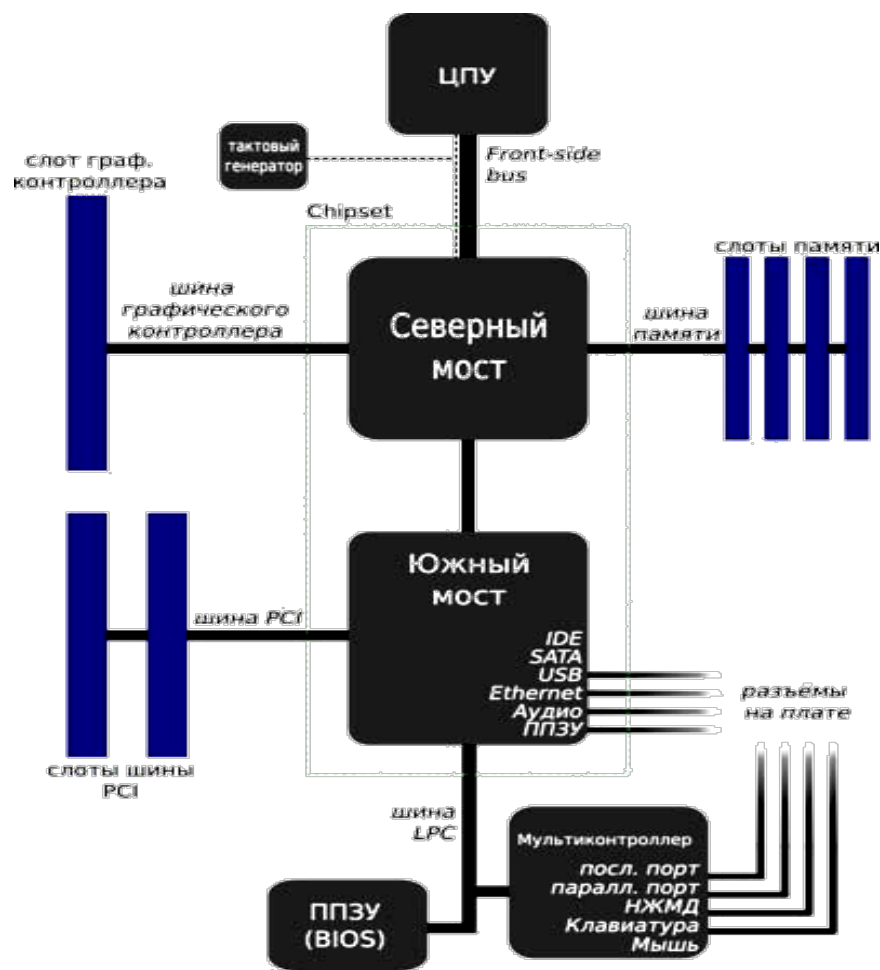 ЦПУ
тактовый
генератор
Front-side
bus
слот граф.
контроллера
Chipset
слоты памяти
шина
графического
контроллера
Северный
мост
шина
памяти
Южный
мост
шина PCI
IDE
SATA
USB
Ethernet
Аудио
ППЗУ
разъёмы
на плате
слоты шины
PCI
шина
LPC
Мультиконтроллер
посл. порт
паралл. порт
НЖМД
Клавиатура
Мышь
ППЗУ
(BIOS)